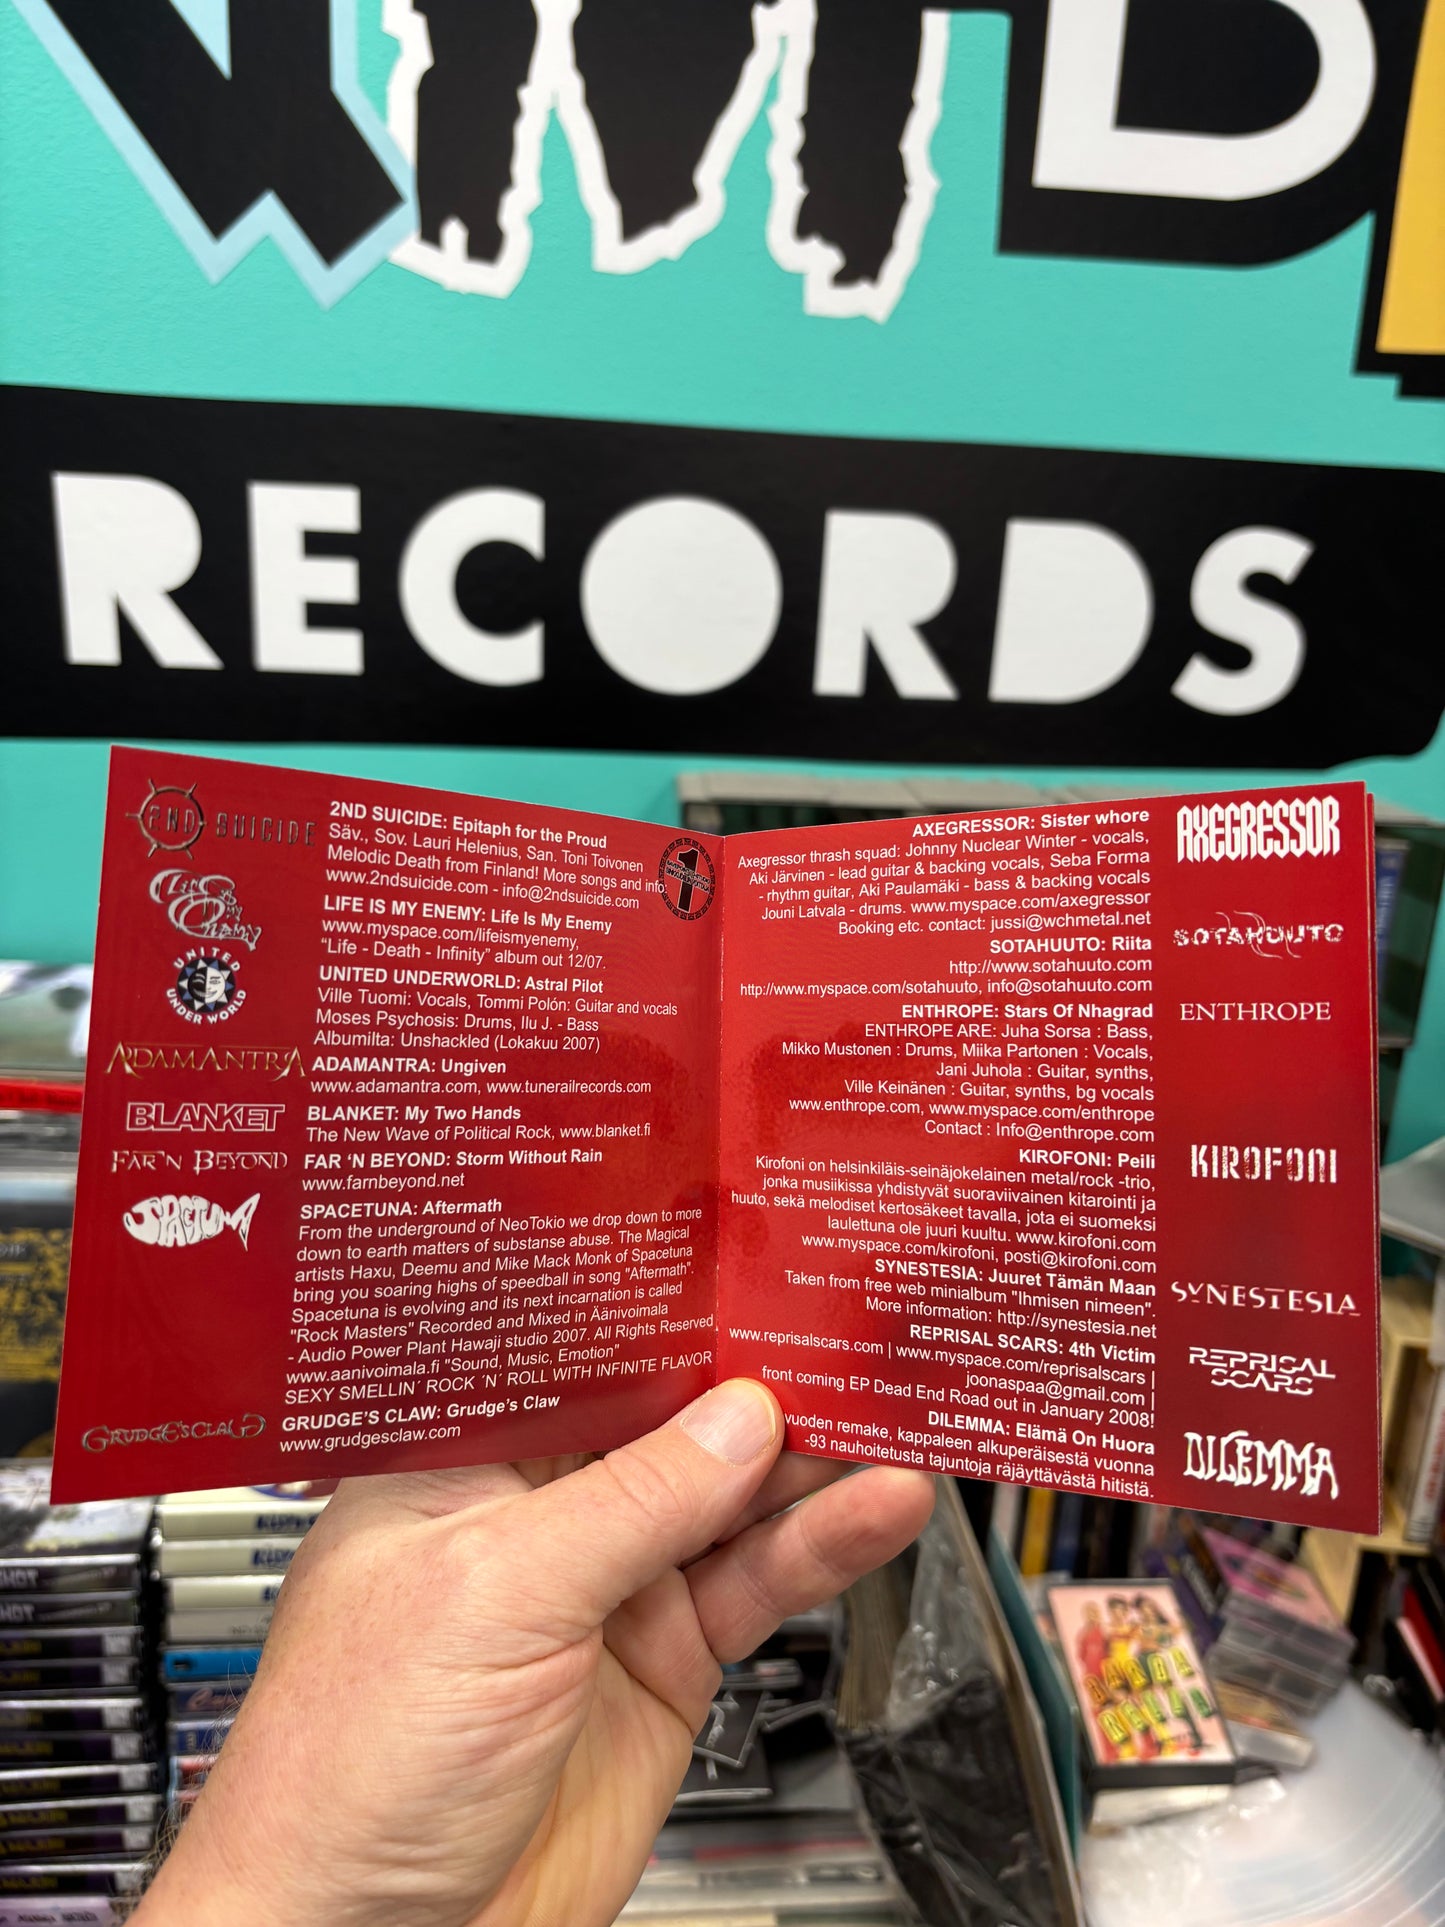 RECORDS
2ND SUICIDE
2ND SUICIDE: Epitaph for the Proud
Säv., Sov. Lauri Helenius, San. Toni Toivonen
Melodic Death from Finland! More songs and info:
www.2ndsuicide.com - info@2ndsuicide.com
LIFE IS MY ENEMY: Life Is My Enemy
www.myspace.com/lifeismyenemy,
"Life - Death - Infinity" album out 12/07.
UNITED
UNDER WORLD
UNITED UNDERWORLD: Astral Pilot
Ville Tuomi: Vocals, Tommi Polón: Guitar and vocals
Moses Psychosis: Drums, Ilu J. - Bass
Albumilta: Unshackled (Lokakuu 2007)
ADAMANTRA
ADAMANTRA: Ungiven
www.adamantra.com, www.tunerailrecords.com
BLANKET
BLANKET: My Two Hands
The New Wave of Political Rock, www.blanket.fi
FAR'N BEYOND
FAR 'N BEYOND: Storm Without Rain
www.farnbeyond.net
SPACETUNA
SPACETUNA: Aftermath
From the underground of NeoTokio we drop down to more
down to earth matters of substanse abuse. The Magical
artists Haxu, Deemu and Mike Mack Monk of Spacetuna
bring you soaring highs of speedball in song "Aftermath".
Spacetuna is evolving and its next incarnation is called
"Rock Masters" Recorded and Mixed in Äänivoimala
- Audio Power Plant Hawaji studio 2007. All Rights Reserved
www.aanivoimala.fi "Sound, Music, Emotion"
SEXY SMELLIN´ ROCK ´N´ ROLL WITH INFINITE FLAVOR
GRUDGE'S CLAW
GRUDGE'S CLAW: Grudge's Claw
www.grudgesclaw.com
AXEGRESSOR: Sister whore
AXEGRESSOR
Axegressor thrash squad: Johnny Nuclear Winter - vocals,
Aki Järvinen - lead guitar & backing vocals, Seba Forma
- rhythm guitar, Aki Paulamäki - bass & backing vocals
Jouni Latvala - drums. www.myspace.com/axegressor
Booking etc. contact: jussi@wchmetal.net
SOTAHUUTO: Riita
SOTAHUUTO
http://www.sotahuuto.com
http://www.myspace.com/sotahuuto, info@sotahuuto.com
ENTHROPE: Stars Of Nhagrad
ENTHROPE
ENTHROPE ARE: Juha Sorsa : Bass,
Mikko Mustonen : Drums, Miika Partonen : Vocals,
Jani Juhola : Guitar, synths,
Ville Keinänen : Guitar, synths, bg vocals
www.enthrope.com, www.myspace.com/enthrope
Contact : Info@enthrope.com
KIROFONI: Peili
KIROFONI
Kirofoni on helsinkiläis-seinäjokelainen metal/rock -trio,
jonka musiikissa yhdistyvät suoraviivainen kitarointi ja
huuto, sekä melodiset kertosäkeet tavalla, jota ei suomeksi
laulettuna ole juuri kuultu. www.kirofoni.com
www.myspace.com/kirofoni, posti@kirofoni.com
SYNESTESIA: Juuret Tämän Maan
SYNESTESIA
Taken from free web minialbum "Ihmisen nimeen".
More information: http://synestesia.net
REPRISAL SCARS: 4th Victim
REPRISAL
SCARS
www.reprisalscars.com | www.myspace.com/reprisalscars |
joonaspaa@gmail.com |
front coming EP Dead End Road out in January 2008!
DILEMMA: Elämä On Huora
DILEMMA
vuoden remake, kappaleen alkuperäisestä vuonna
-93 nauhoitetusta tajuntoja räjäyttävästä hitistä.